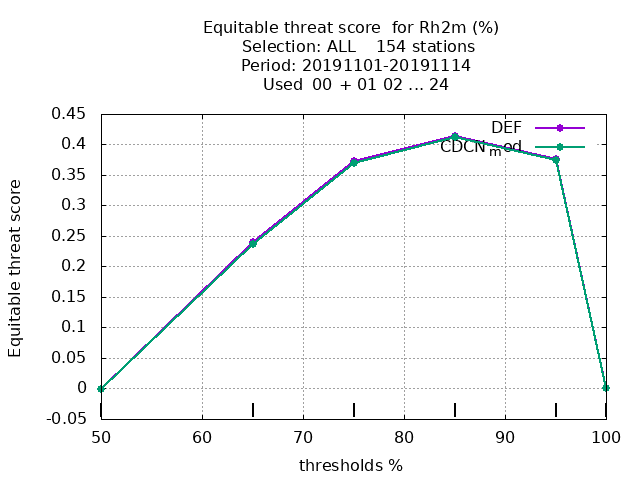 Equitable threat score  for Rh2m (%)
Selection: ALL    154 stations
Period: 20191101-20191114
Used  00  + 01 02 ... 24
0.45
0.4
0.35
0.3
0.25
0.2
0.15
0.1
0.05
0
-0.05
Equitable threat score
DEF
CDCNmod
50 60 70 80 90 100
thresholds %